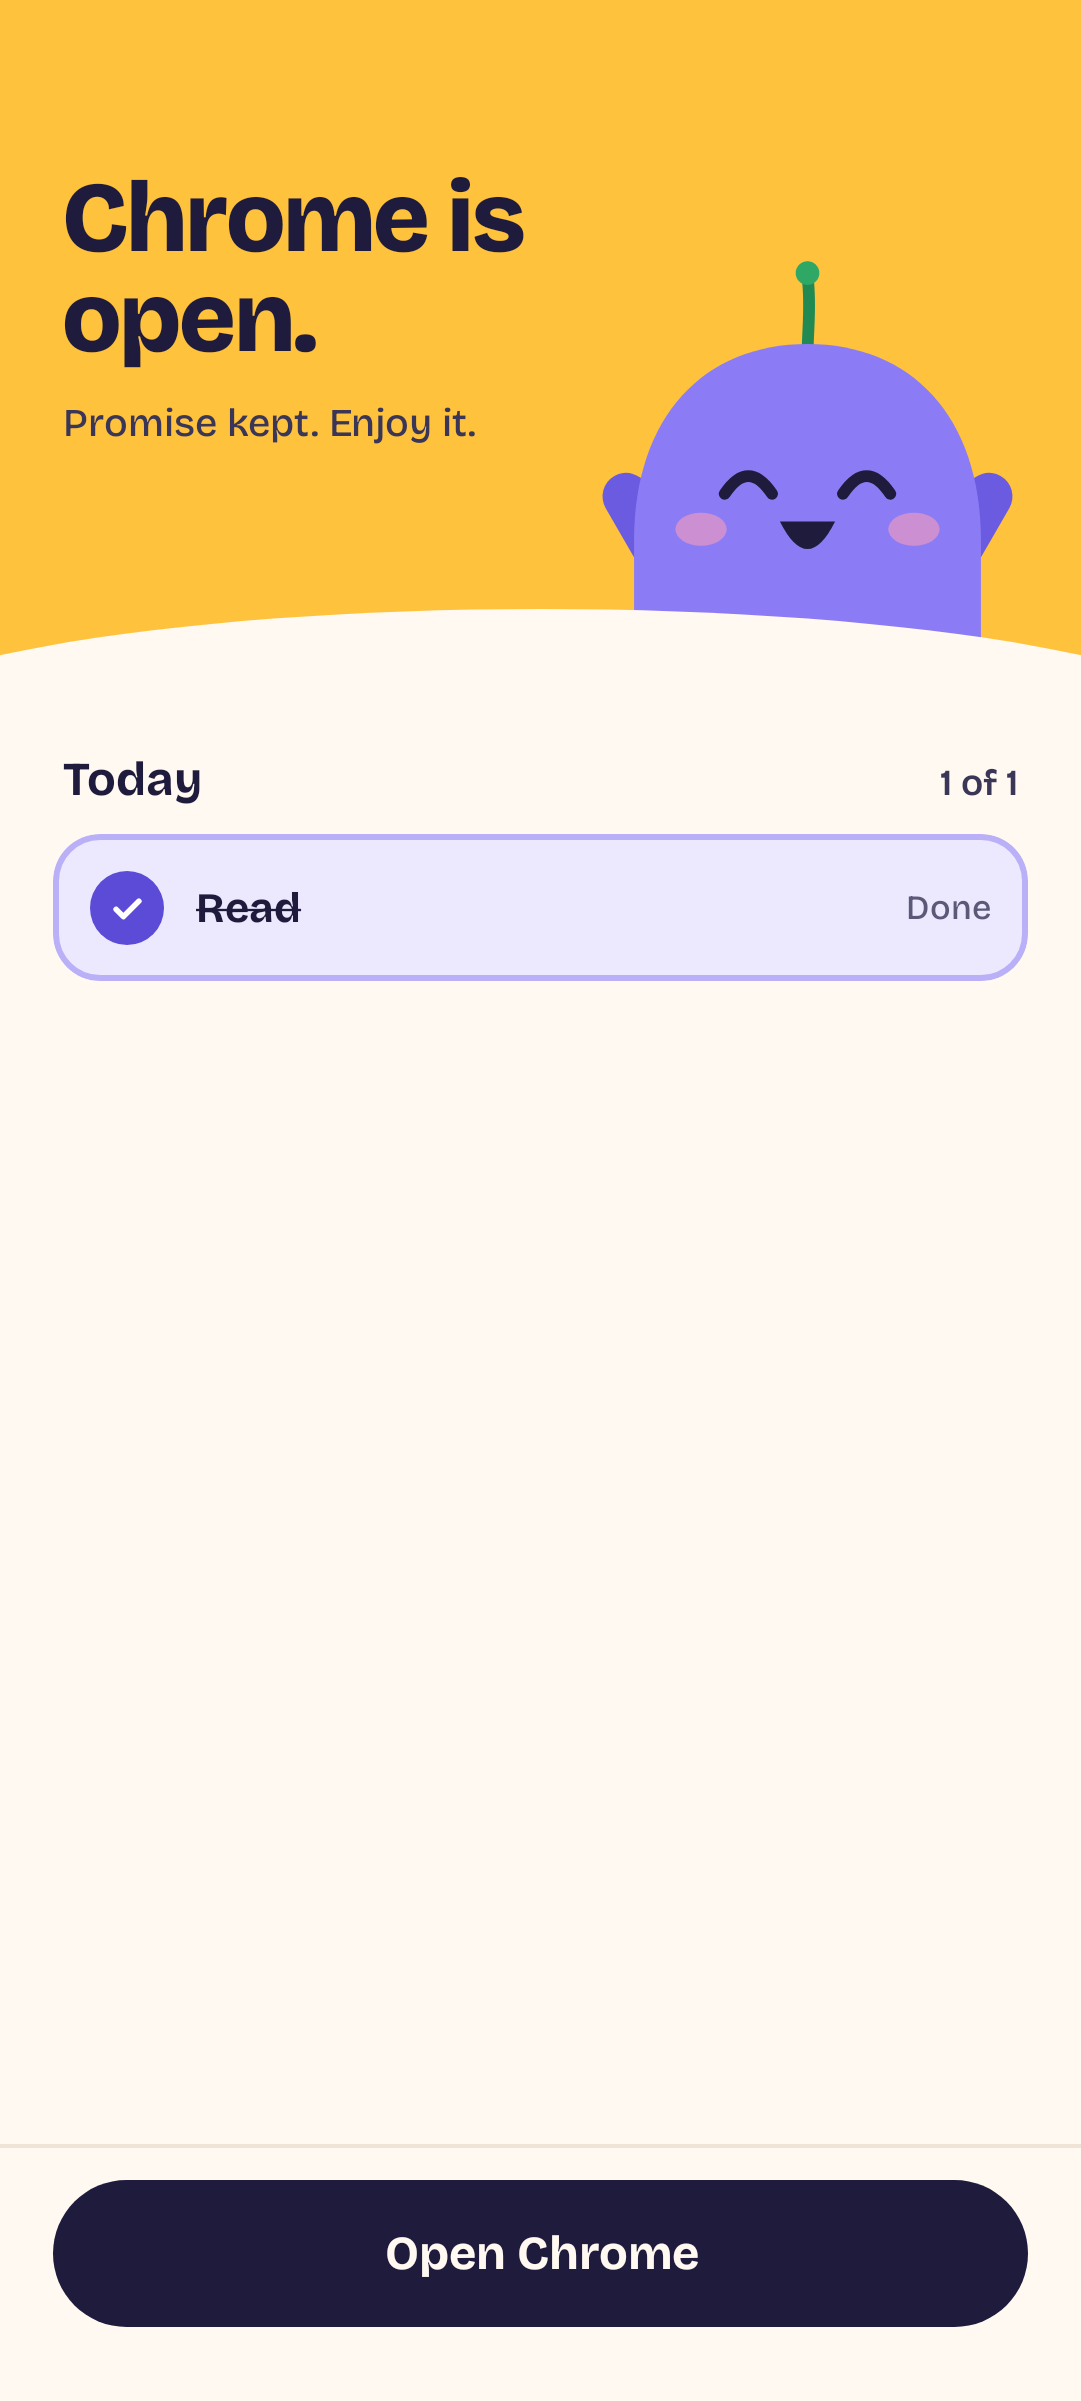 Chrome is
open.
Promise kept. Enjoy it.
Today
1 of 1
Read
Done
Open Chrome